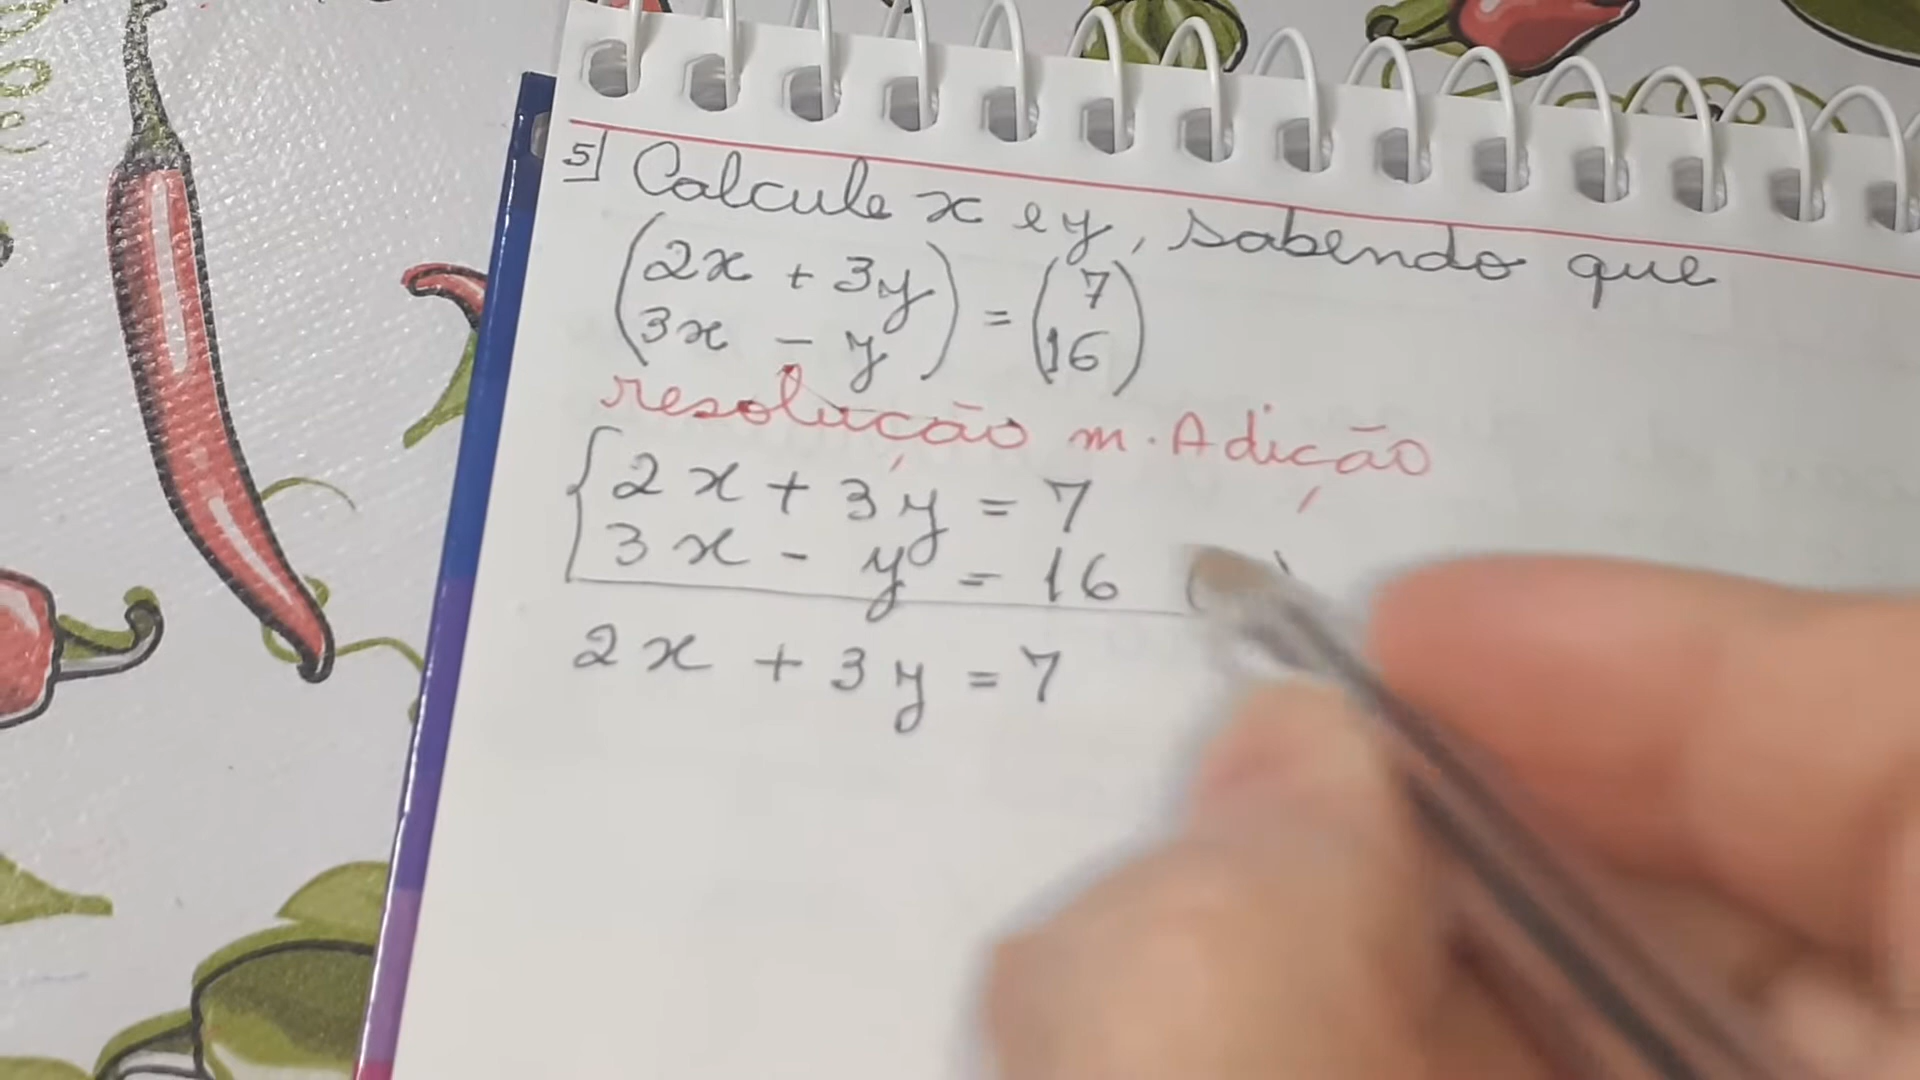 5) Calcule x e y, sabendo que
(2x + 3y) = (7)
(3x - y) (16)
resolução m. Adição
{2x + 3y = 7
3x - y = 16 ( )
2x + 3y = 7